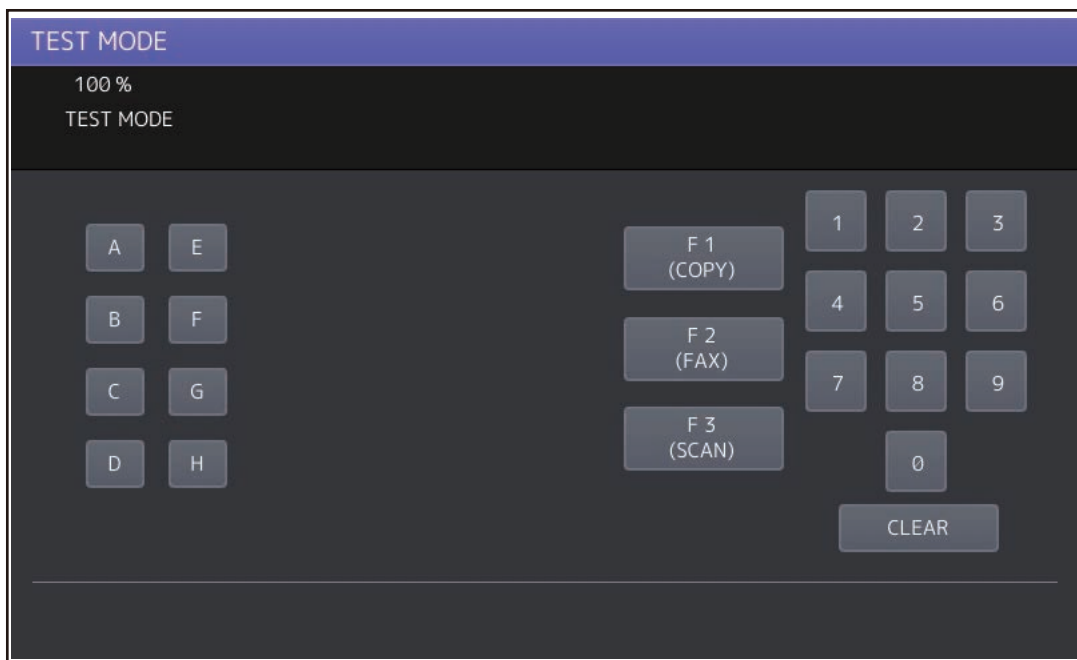 TEST MODE
100 %
TEST MODE
A E
B F
C G
D H
F 1
(COPY)
F 2
(FAX)
F 3
(SCAN)
1 2 3
4 5 6
7 8 9
0
CLEAR